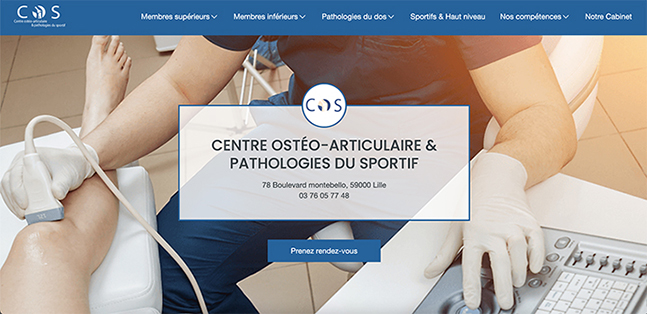 COS
Centre ostéo articulaire
& pathologies du sportif
Membres supérieurs Membres inférieurs Pathologies du dos Sportifs & Haut niveau Nos compétences Notre Cabinet
COS
CENTRE OSTÉO-ARTICULAIRE &
PATHOLOGIES DU SPORTIF
78 Boulevard montebello, 59000 Lille
03 76 05 77 48
Prenez rendez-vous